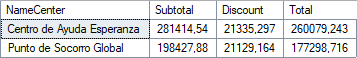 NameCenter Subtotal Discount Total
Centro de Ayuda Esperanza 281414,54 21335,297 260079,243
Punto de Socorro Global 198427,88 21129,164 177298,716